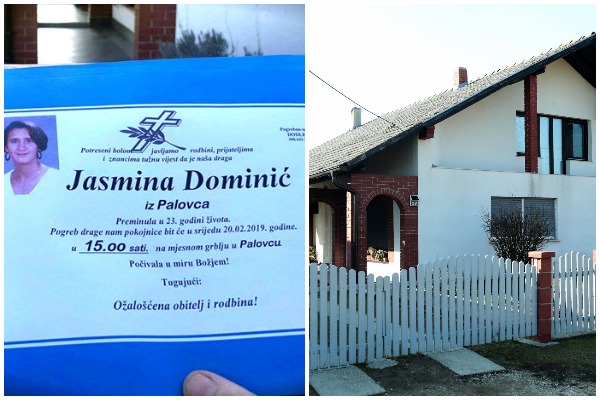 Potreseni bolom javljamo rodbini, prijateljima
i znancima tužnu vijest da je naša draga
Jasmina Dominić
iz Palovca
Preminula u 23. godini života.
Pogreb drage nam pokojnice bit će u srijedu 20.02.2019. godine.
u 15.00 sati. na mjesnom grblju u Palovcu.
Počivala u miru Božjem!
Tugujući:
Ožalošćena obitelj i rodbina!